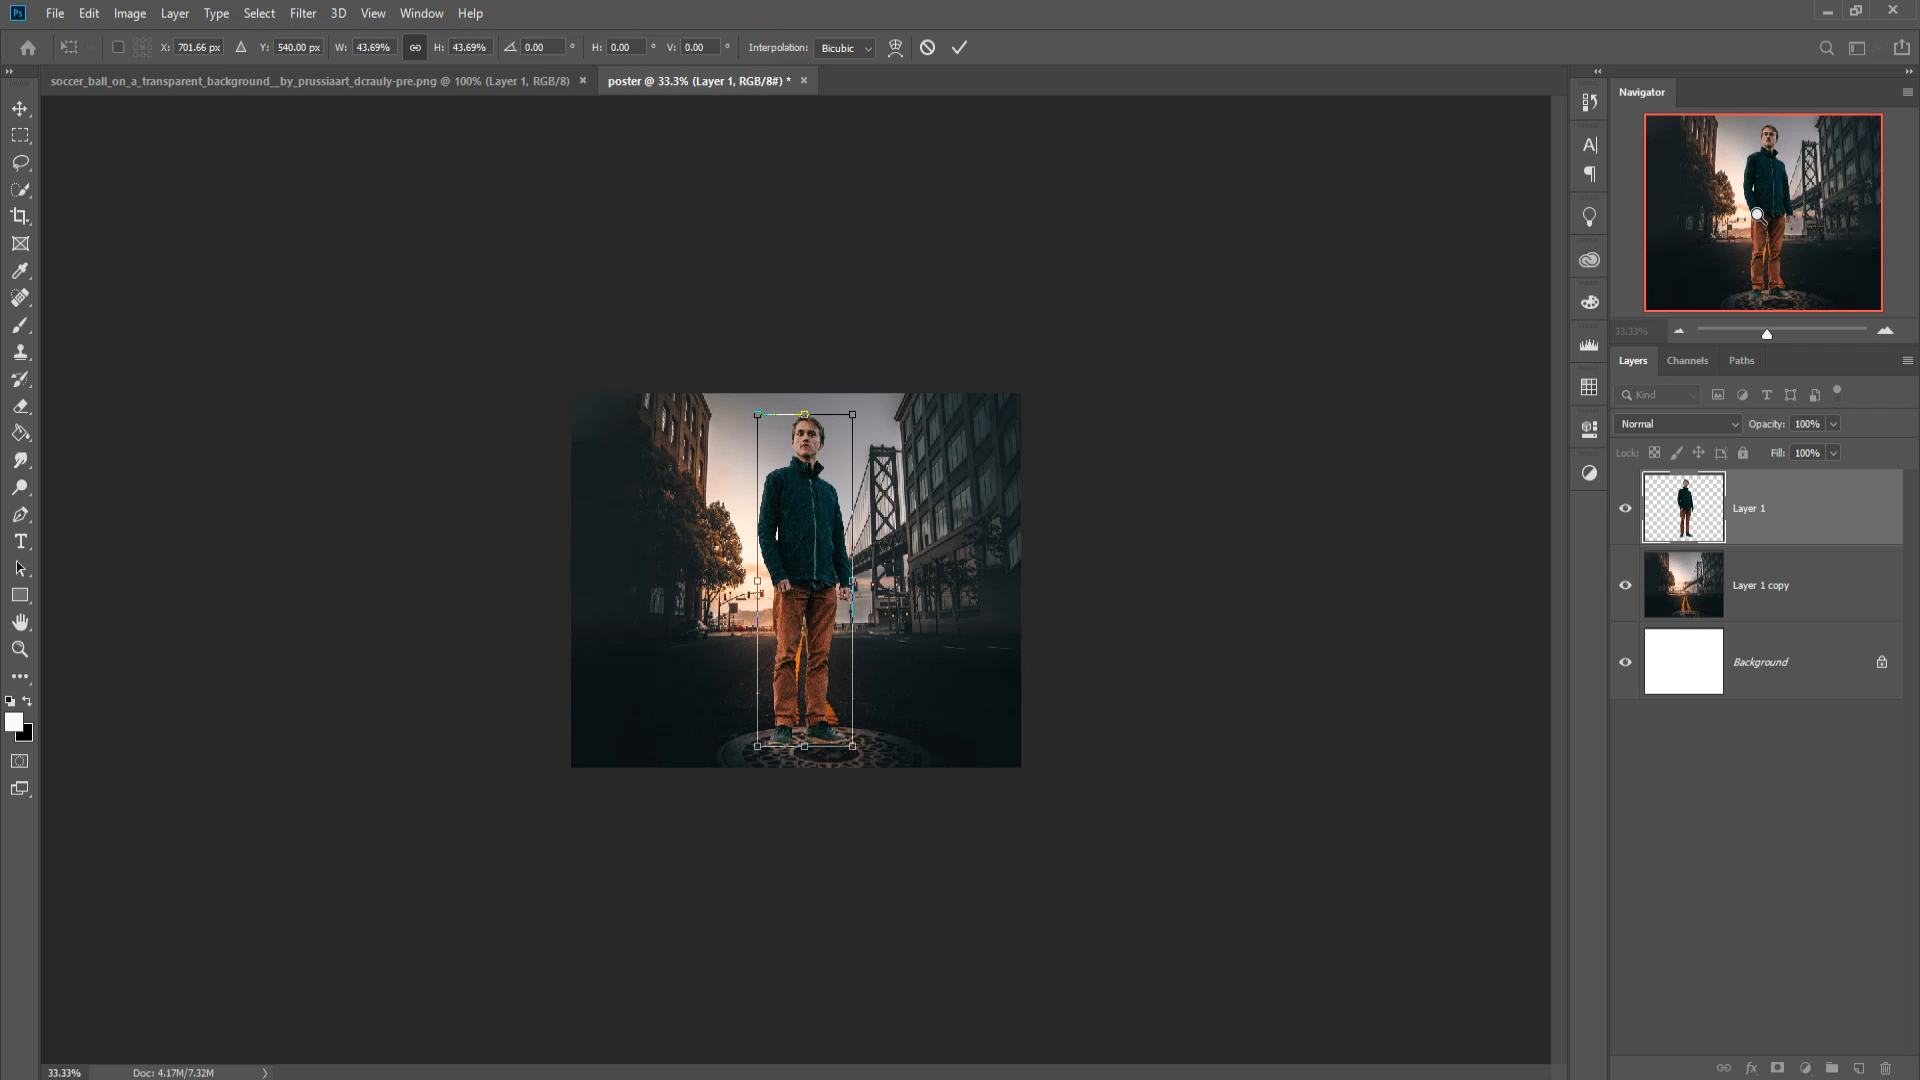 Ps File Edit Image Layer Type Select Filter 3D View Window Help
X: 701.66 px Y: 540.00 px W: 43.69% H: 43.69% 0.00 ° H: 0.00 ° V: 0.00 ° Interpolation: Bicubic
soccer_ball_on_a_transparent_background__by_prussiaart_dcrauly-pre.png @ 100% (Layer 1, RGB/8) × poster @ 33.3% (Layer 1, RGB/8#) * ×
Navigator
33.33%
Layers Channels Paths
Kind
Normal Opacity: 100%
Lock: Fill: 100%
Layer 1
Layer 1 copy
Background
33.33% Doc: 4.17M/7.32M